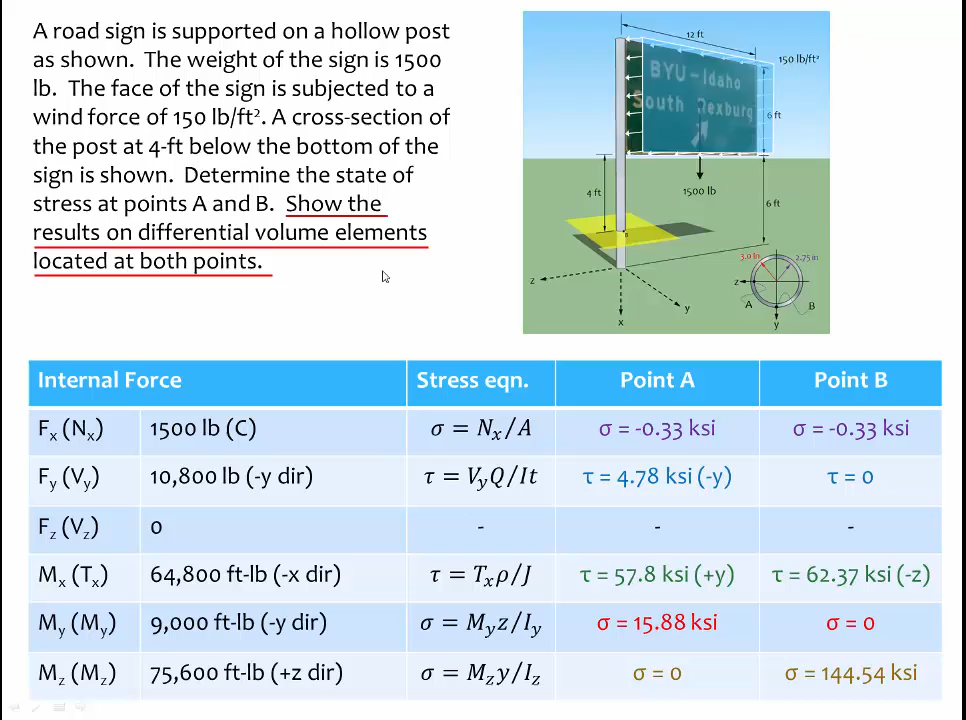 A road sign is supported on a hollow post
as shown. The weight of the sign is 1500
lb. The face of the sign is subjected to a
wind force of 150 lb/ft². A cross-section of
the post at 4-ft below the bottom of the
sign is shown. Determine the state of
stress at points A and B. Show the
results on differential volume elements
located at both points.
12 ft
150 lb/ft²
BYU-Idaho
South Rexburg
6 ft
4 ft
1500 lb
6 ft
3.0 in
2.75 in
z
z
A
B
y
y
x
Internal Force Stress eqn. Point A Point B
Fx (Nx) 1500 lb (C) σ = Nx/A σ = -0.33 ksi σ = -0.33 ksi
Fy (Vy) 10,800 lb (-y dir) τ = VyQ/It τ = 4.78 ksi (-y) τ = 0
Fz (Vz) 0 - - -
Mx (Tx) 64,800 ft-lb (-x dir) τ = Txρ/J τ = 57.8 ksi (+y) τ = 62.37 ksi (-z)
My (My) 9,000 ft-lb (-y dir) σ = Myz/Iy σ = 15.88 ksi σ = 0
Mz (Mz) 75,600 ft-lb (+z dir) σ = Mzy/Iz σ = 0 σ = 144.54 ksi